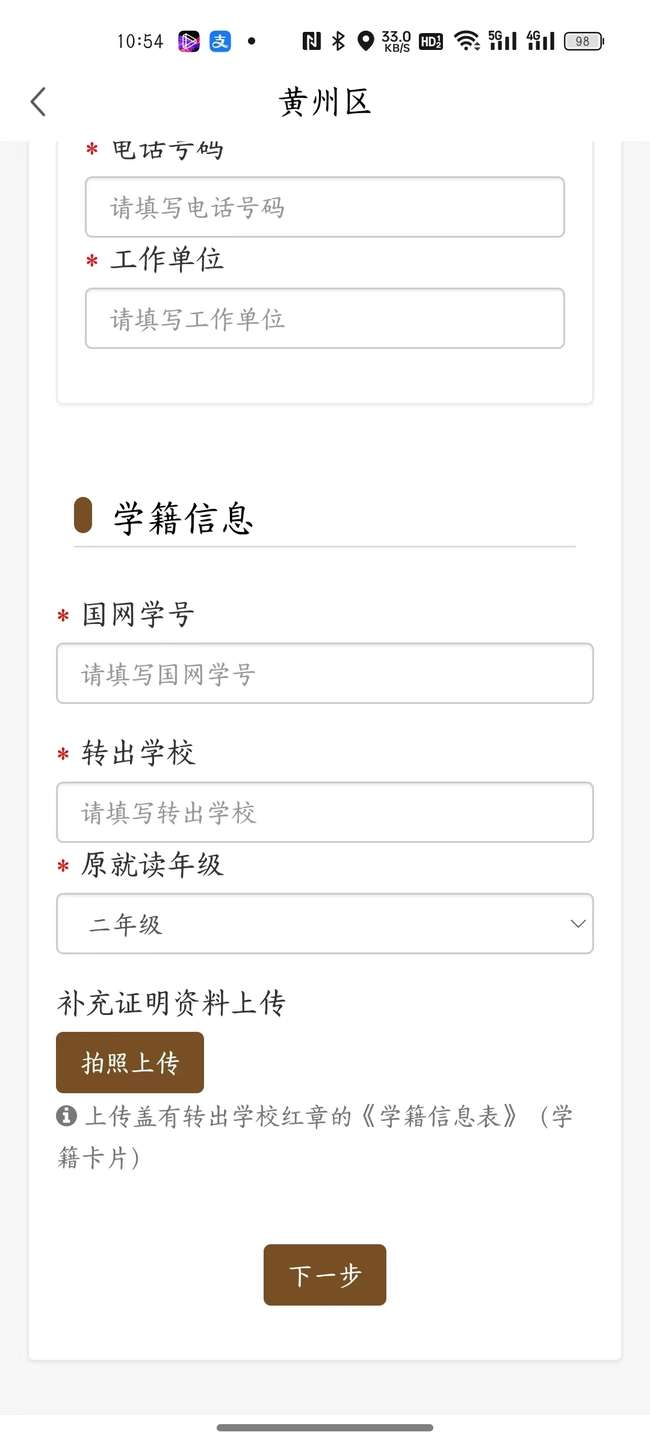 10:54 支 33.0 KB/S HD 5G 4G 98
黄州区
* 电话号码
请填写电话号码
* 工作单位
请填写工作单位
学籍信息
* 国网学号
请填写国网学号
* 转出学校
请填写转出学校
* 原就读年级
二年级
补充证明资料上传
拍照上传
上传盖有转出学校红章的《学籍信息表》（学
籍卡片）
下一步